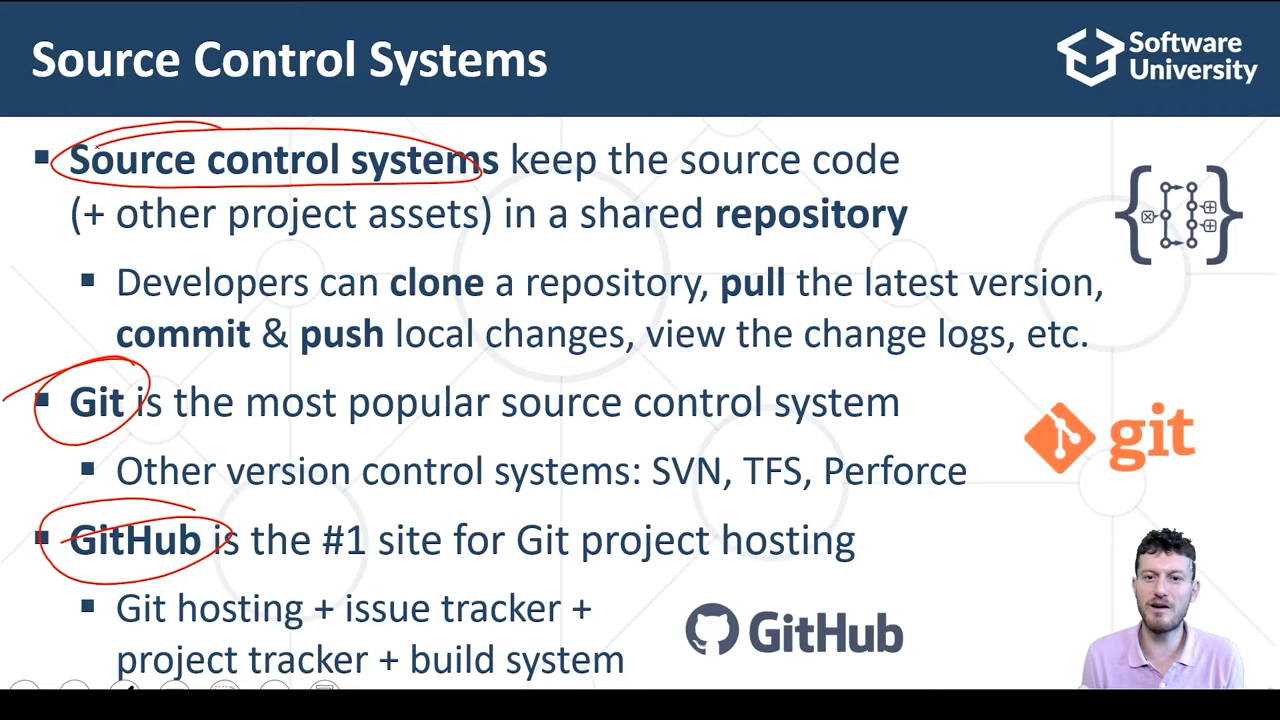 Source Control Systems
Software
University
▪ Source control systems keep the source code
(+ other project assets) in a shared repository
▪ Developers can clone a repository, pull the latest version,
commit & push local changes, view the change logs, etc.
▪ Git is the most popular source control system
git
▪ Other version control systems: SVN, TFS, Perforce
▪ GitHub is the #1 site for Git project hosting
▪ Git hosting + issue tracker +
project tracker + build system
GitHub